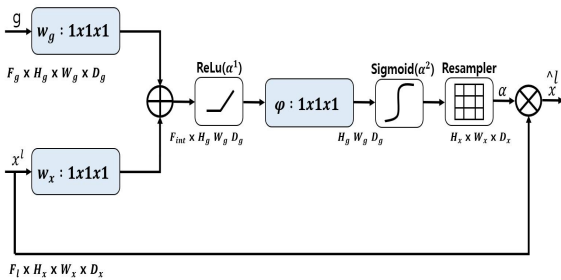 g
w_g : 1x1x1
F_g x H_g x W_g x D_g
ReLu(α^1)
Sigmoid(α^2)
Resampler
φ : 1x1x1
α
^l
x
F_int x H_g W_g D_g
H_g W_g D_g
H_x x W_x x D_x
x^l
w_x : 1x1x1
F_l x H_x x W_x x D_x